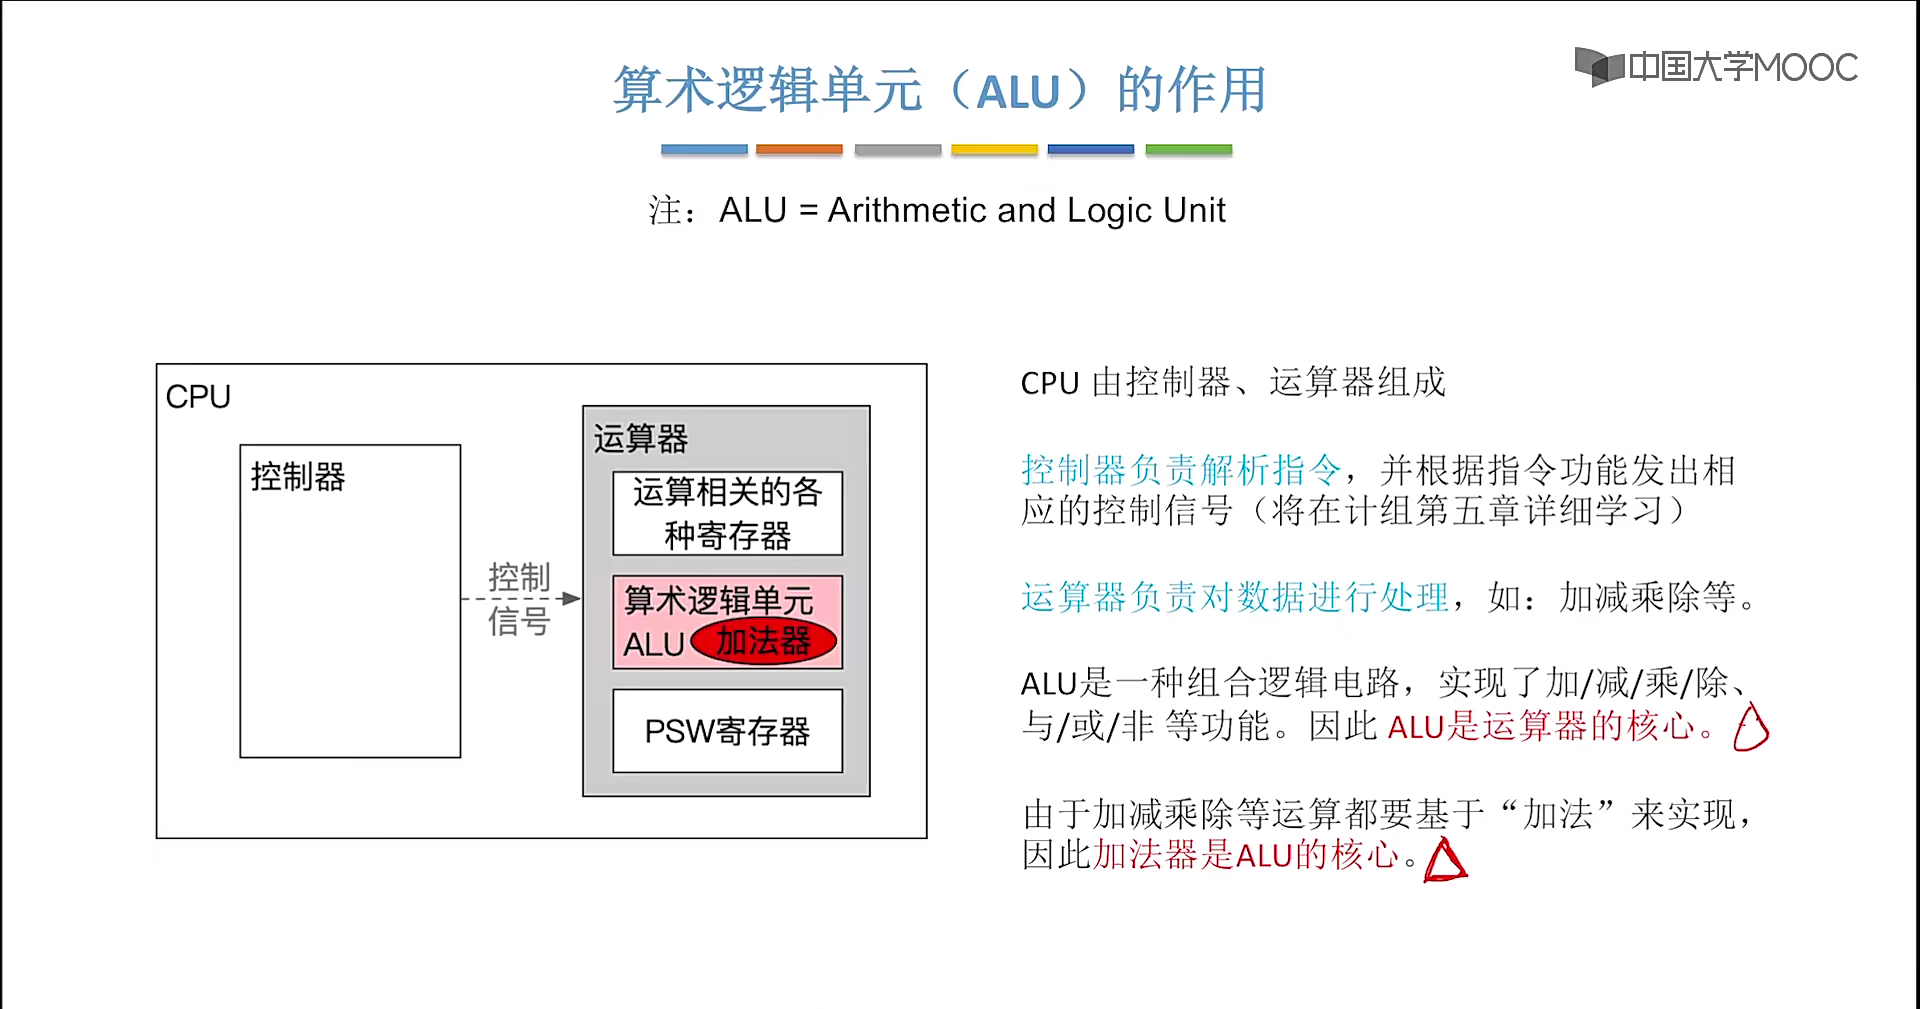 中国大学MOOC
算术逻辑单元（ALU）的作用
注：ALU = Arithmetic and Logic Unit
CPU
控制器
控制
信号
运算器
运算相关的各
种寄存器
算术逻辑单元
ALU 加法器
PSW寄存器
CPU 由控制器、运算器组成
控制器负责解析指令，并根据指令功能发出相
应的控制信号（将在计组第五章详细学习）
运算器负责对数据进行处理，如：加减乘除等。
ALU是一种组合逻辑电路，实现了加/减/乘/除、
与/或/非 等功能。因此 ALU是运算器的核心。
由于加减乘除等运算都要基于“加法”来实现，
因此加法器是ALU的核心。